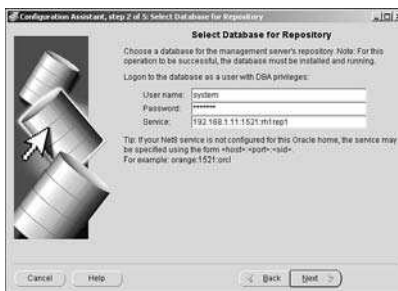 Configuration Assistant, step 2 of 5: Select Database for Repository
Select Database for Repository
Choose a database for the management server's repository. Note: For this
operation to be successful, the database must be installed and running.
Logon to the database as a user with DBA privileges:
User name: system
Password: *******
Service: 192.168.1.11:1521:rh1rep1
Tip: If your Net8 service is not configured for this Oracle home, the service may
be specified using the form <host>:<port>:<sid>.
For example: orange:1521:orcl
Cancel Help Back Next